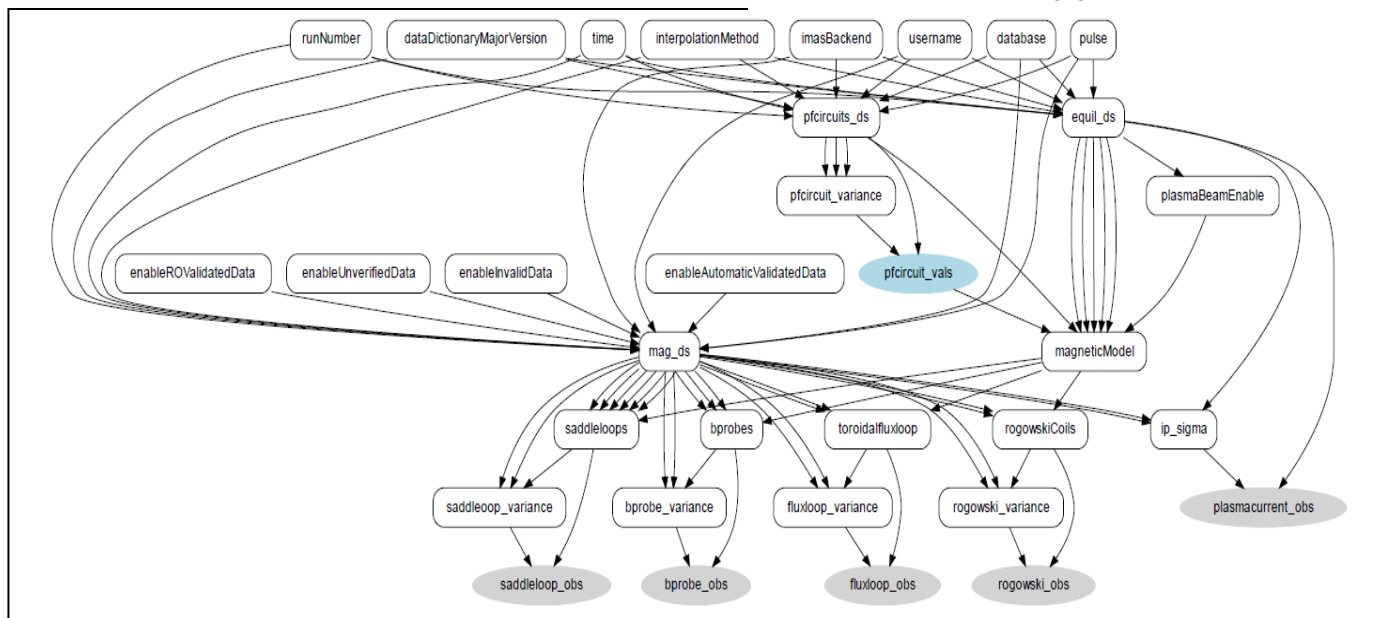 runNumber
dataDictionaryMajorVersion
time
interpolationMethod
imasBackend
username
database
pulse
pfcircuits_ds
equil_ds
pfcircuit_variance
plasmaBeamEnable
enableROValidatedData
enableUnverifiedData
enableInvalidData
enableAutomaticValidatedData
pfcircuit_vals
mag_ds
magneticModel
saddleloops
bprobes
toroidalfluxloop
rogowskiCoils
ip_sigma
saddleoop_variance
bprobe_variance
fluxloop_variance
rogowski_variance
plasmacurrent_obs
saddleloop_obs
bprobe_obs
fluxloop_obs
rogowski_obs